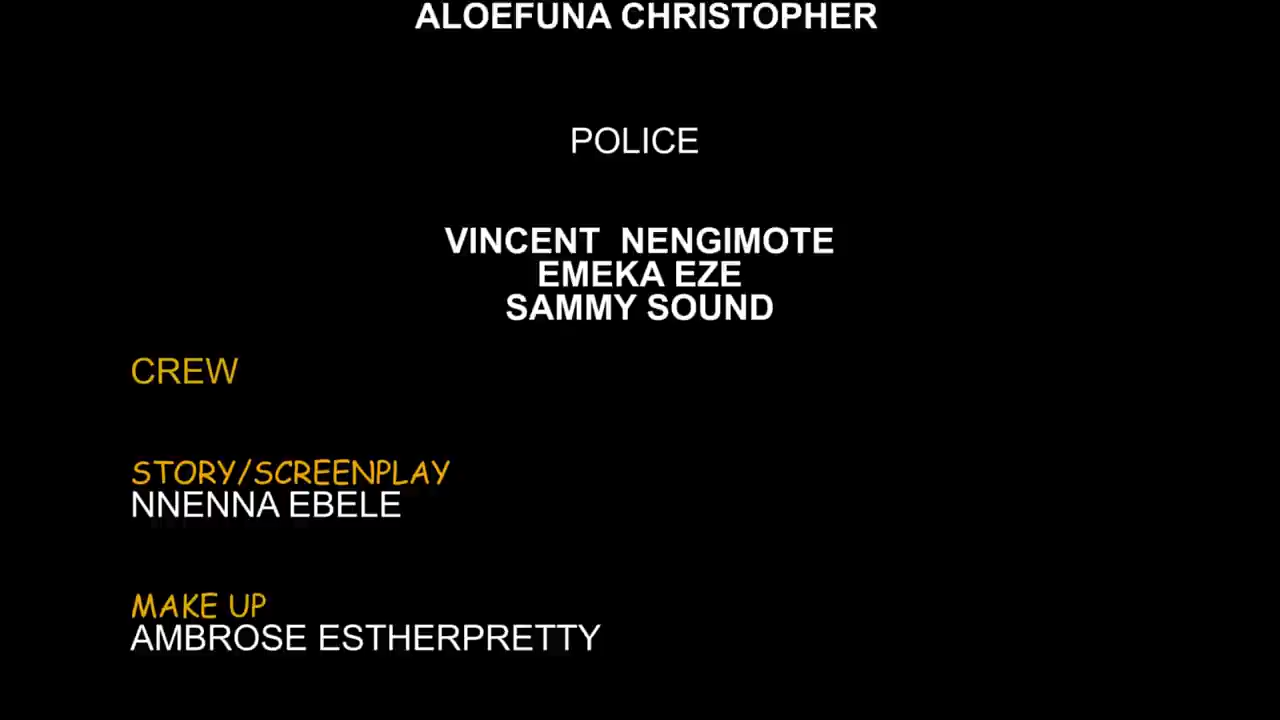 ALOEFUNA CHRISTOPHER
POLICE
VINCENT NENGIMOTE
EMEKA EZE
SAMMY SOUND
CREW
STORY/SCREENPLAY
NNENNA EBELE
MAKE UP
AMBROSE ESTHERPRETTY